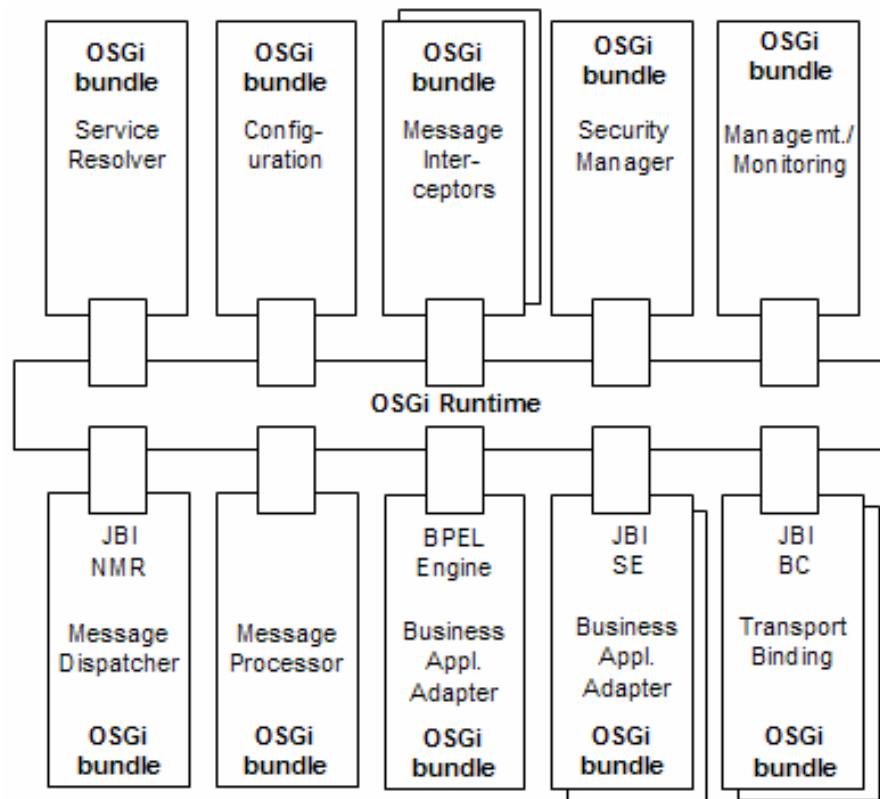 OSGi
bundle
Service
Resolver
OSGi
bundle
Config-
uration
OSGi
bundle
Message
Inter-
ceptors
OSGi
bundle
Security
Manager
OSGi
bundle
Managemt./
Monitoring
OSGi Runtime
JBI
NMR
Message
Dispatcher
OSGi
bundle
Message
Processor
OSGi
bundle
BPEL
Engine
Business
Appl.
Adapter
OSGi
bundle
JBI
SE
Business
Appl.
Adapter
OSGi
bundle
JBI
BC
Transport
Binding
OSGi
bundle